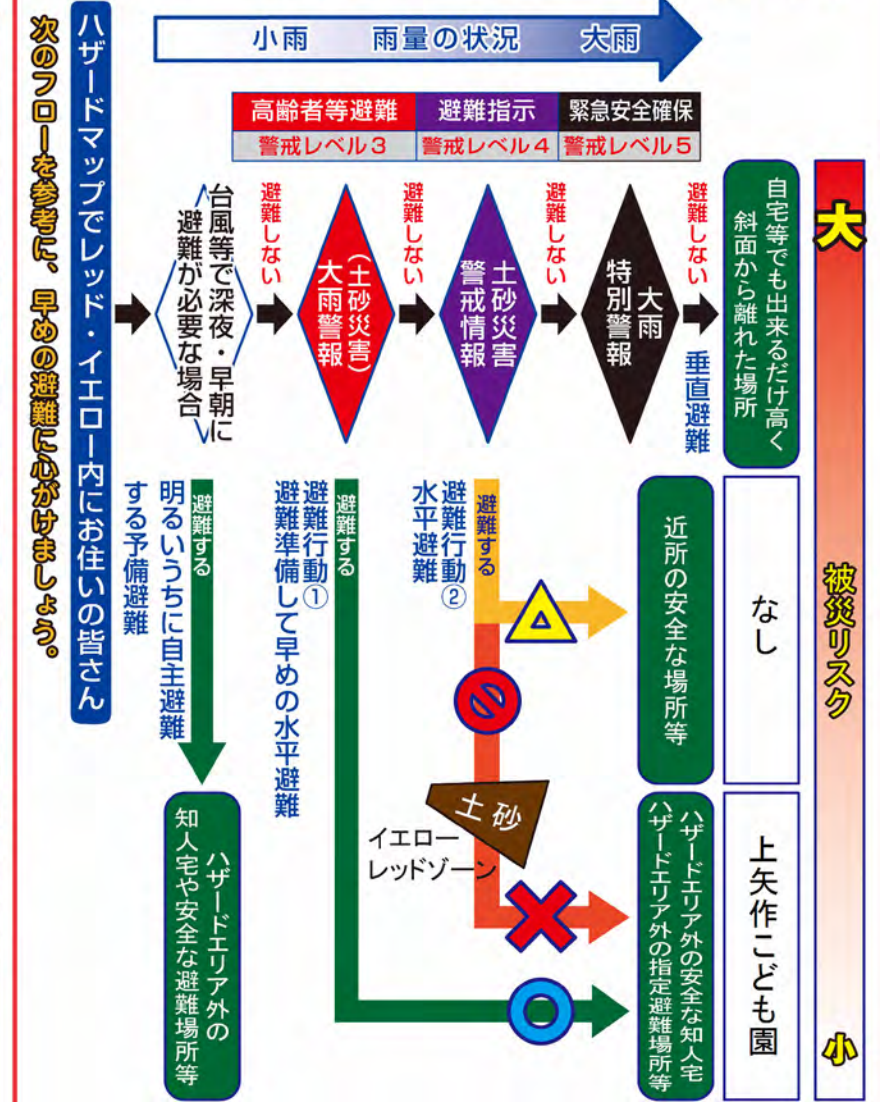 小雨　雨量の状況　大雨
高齢者等避難
避難指示
緊急安全確保
警戒レベル3
警戒レベル4
警戒レベル5
ハザードマップでレッド・イエロー内にお住いの皆さん
次のフローを参考に、早めの避難に心がけましょう。
台風等で深夜・早朝に
避難が必要な場合
避難しない
(土砂災害)
大雨警報
避難しない
土砂災害
警戒情報
避難しない
大雨
特別警報
避難しない
垂直避難
自宅等でも出来るだけ高く
斜面から離れた場所
避難する
明るいうちに自主避難
する予備避難
ハザードエリア外の
知人宅や安全な避難場所等
避難する
避難行動①
避難準備して早めの水平避難
避難する
避難行動②
水平避難
土砂
イエロー
レッドゾーン
近所の安全な場所等
なし
ハザードエリア外の安全な知人宅
ハザードエリア外の指定避難場所等
上矢作こども園
大
被災リスク
小